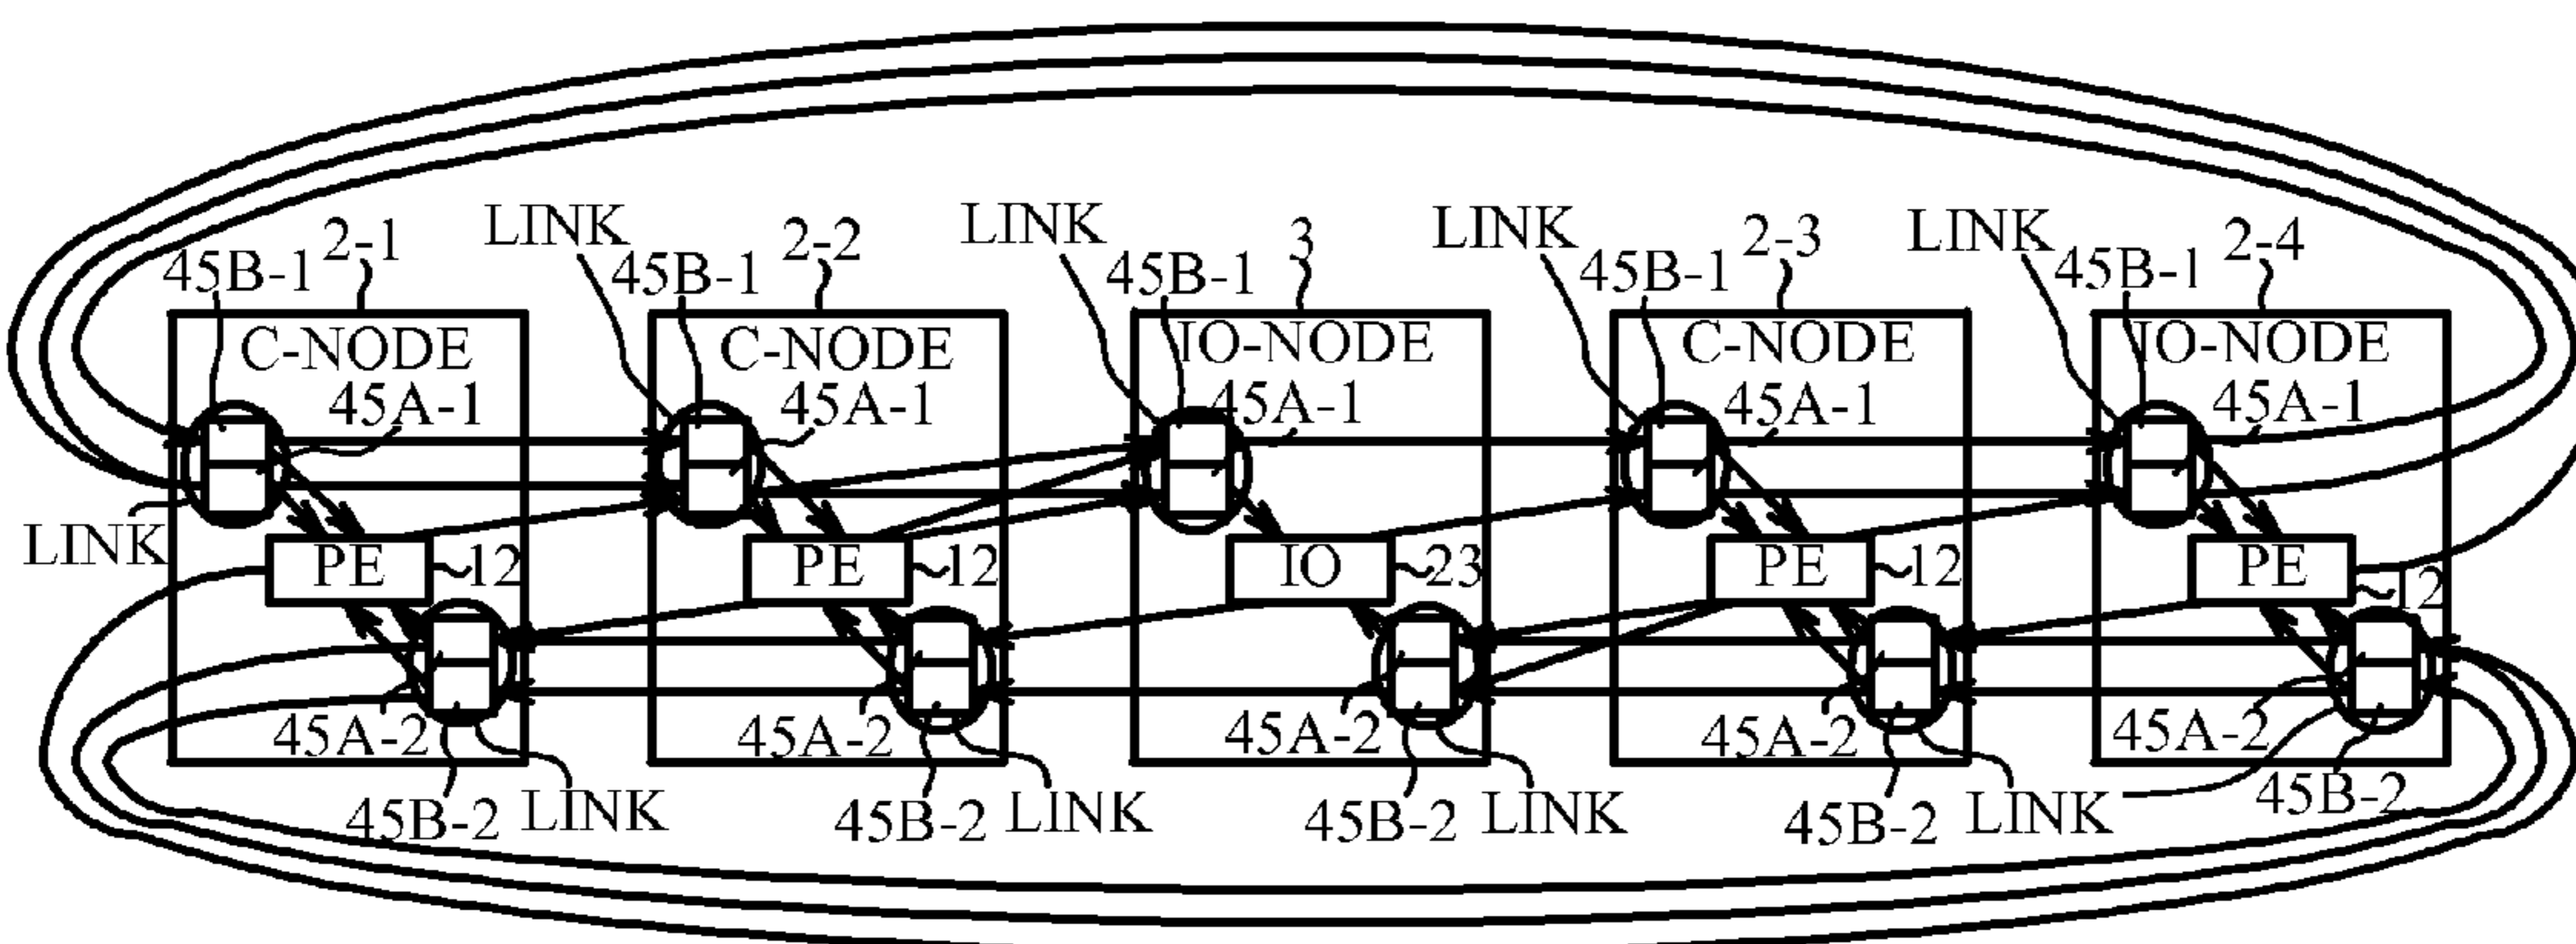 LINK 2-1 LINK 2-2 LINK 3 LINK 2-3 LINK 2-4
45B-1 45B-1 45B-1 45B-1 45B-1
C-NODE C-NODE IO-NODE C-NODE IO-NODE
45A-1 45A-1 45A-1 45A-1 45A-1
LINK
PE 12 PE 12 IO 23 PE 12 PE 12
45A-2 45A-2 45A-2 45A-2 45A-2
45B-2 LINK 45B-2 LINK 45B-2 LINK 45B-2 LINK 45B-2